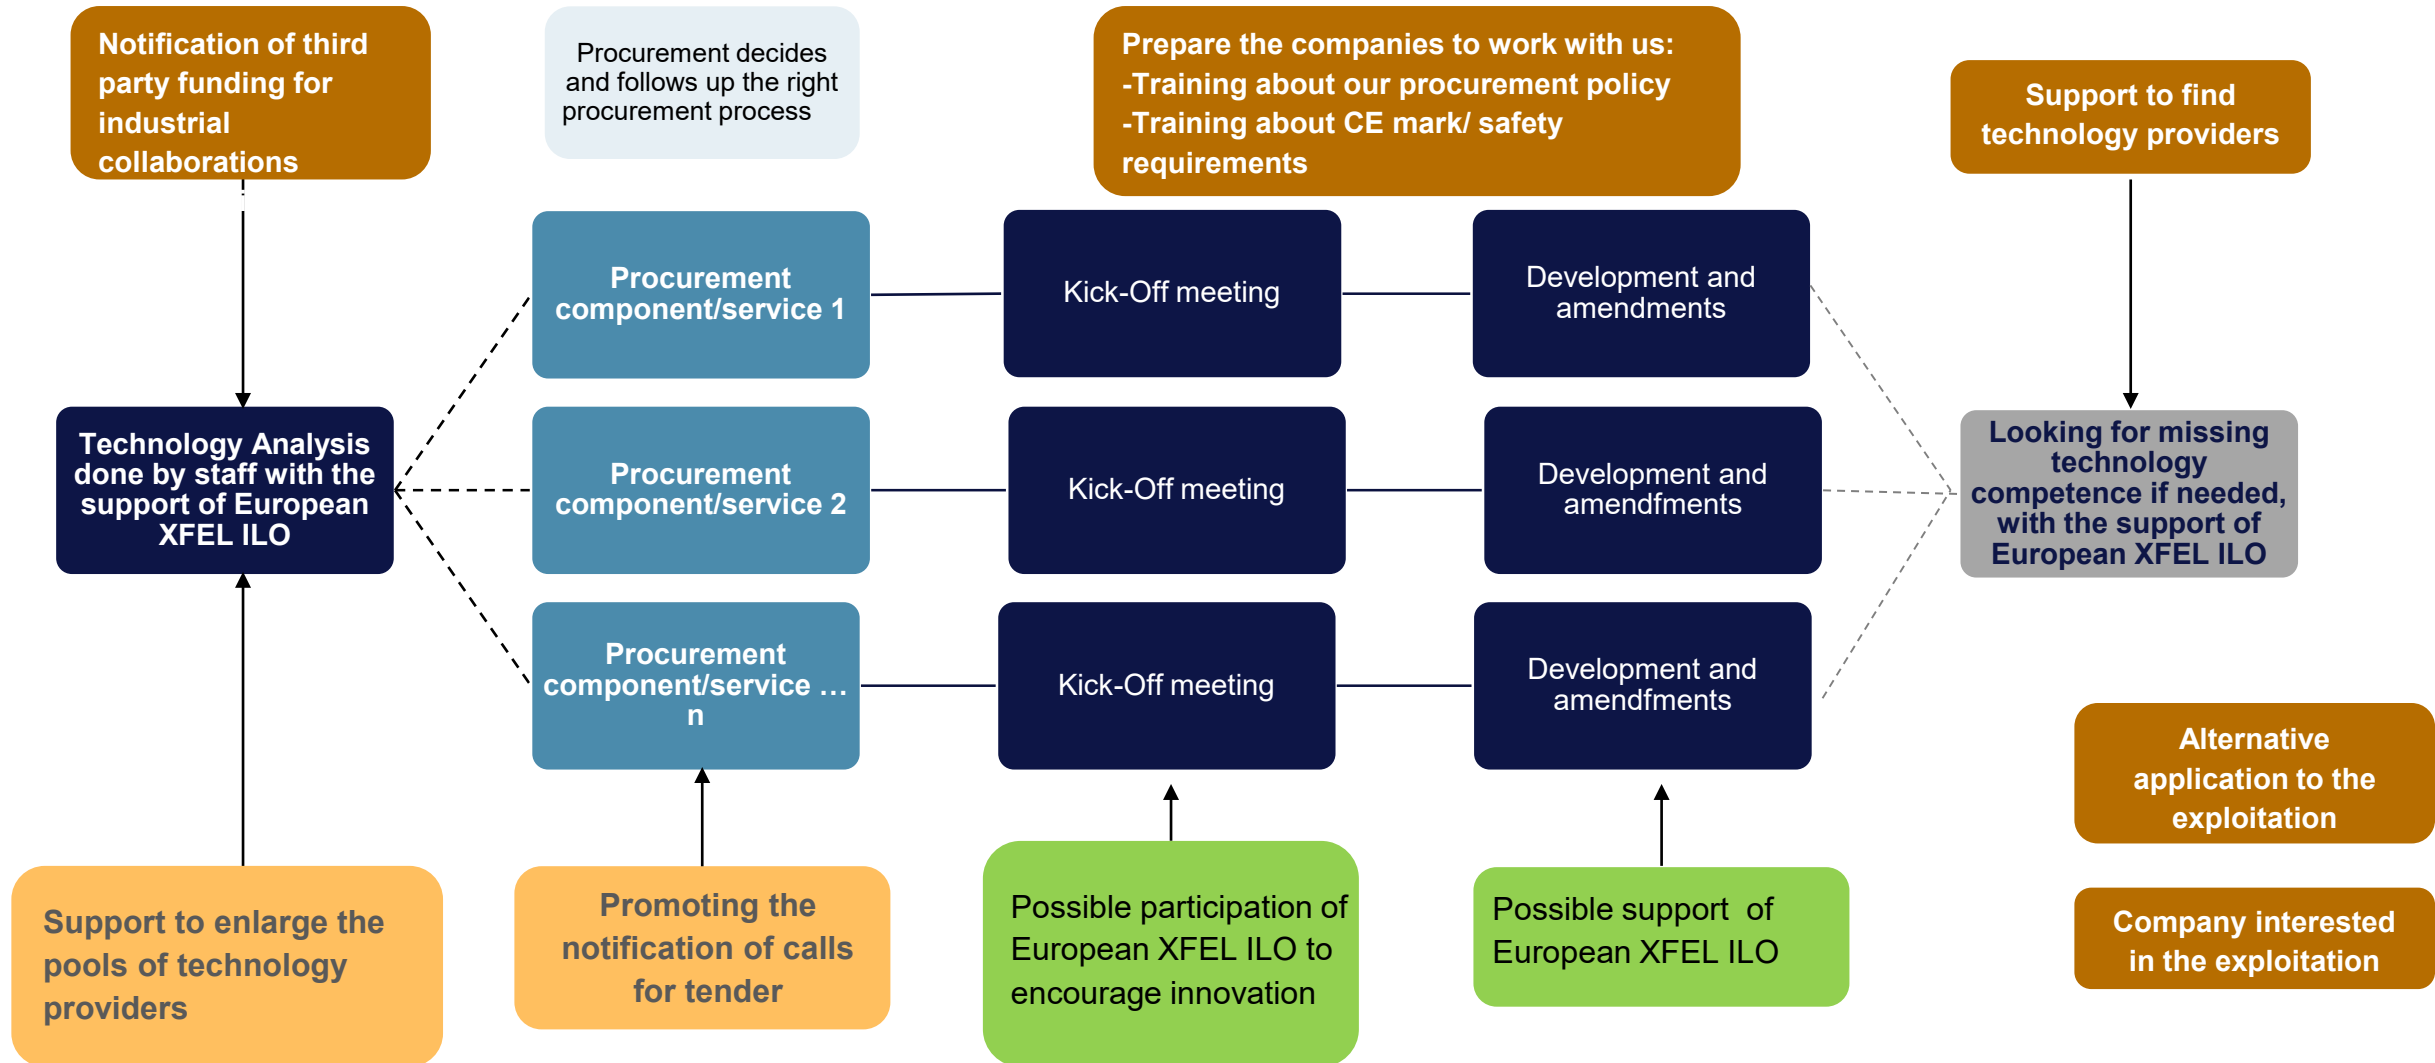 Notification of third
party funding for
industrial
collaborations
Procurement decides
and follows up the right
procurement process
Prepare the companies to work with us:
-Training about our procurement policy
-Training about CE mark/ safety
requirements
Support to find
technology providers
Procurement
component/service 1
Kick-Off meeting
Development and
amendments
Technology Analysis
done by staff with the
support of European
XFEL ILO
Procurement
component/service 2
Kick-Off meeting
Development and
amendfments
Looking for missing
technology
competence if needed,
with the support of
European XFEL ILO
Procurement
component/service …
n
Kick-Off meeting
Development and
amendfments
Alternative
application to the
exploitation
Support to enlarge the
pools of technology
providers
Promoting the
notification of calls
for tender
Possible participation of
European XFEL ILO to
encourage innovation
Possible support of
European XFEL ILO
Company interested
in the exploitation